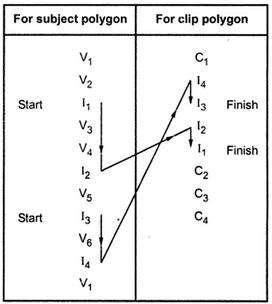 For subject polygon For clip polygon
V1 C1
V2 I4
Start I1 I3 Finish
V3 I2
V4 I1 Finish
I2 C2
V5 C3
Start I3 C4
V6
I4
V1